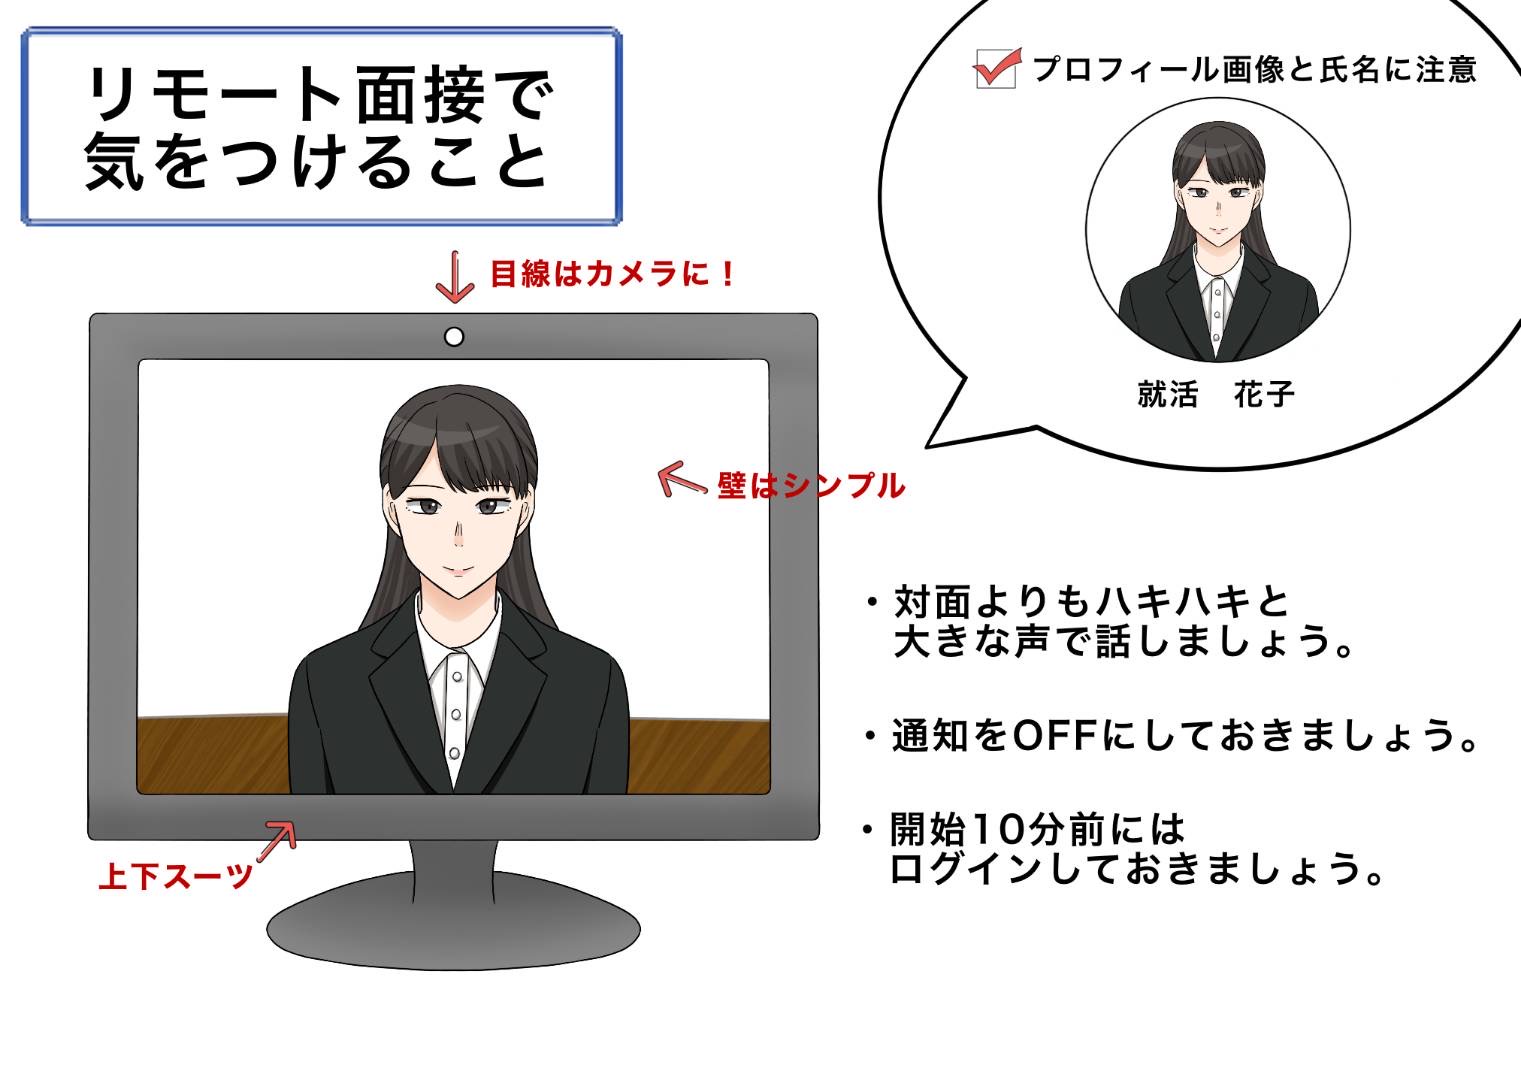 リモート面接で
気をつけること
プロフィール画像と氏名に注意
就活　花子
目線はカメラに！
壁はシンプル
上下スーツ
・対面よりもハキハキと
大きな声で話しましょう。
・通知をOFFにしておきましょう。
・開始10分前には
ログインしておきましょう。